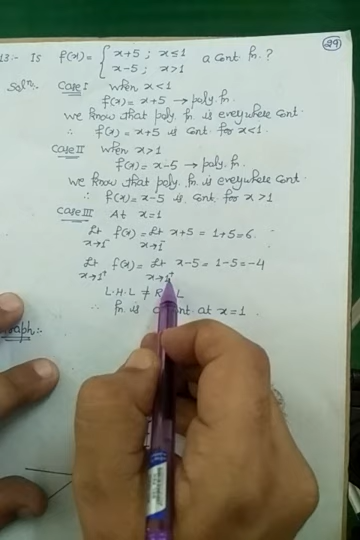 29
13:- Is f(x) = { x+5 ; x≤1 a Cont. fn. ?
x-5 ; x>1
Soln. Case I when x<1
f(x) = x+5 → poly. fn.
we know that poly. fn. is everywhere cont.
∴ f(x) = x+5 is Cont. for x<1.
Case II when x>1
f(x) = x-5 → poly. fn.
we know that poly. fn. is everywhere cont.
∴ f(x) = x-5 is Cont. for x>1
Case III At x=1
Lt x→1⁻ f(x) = Lt x→1⁻ x+5 = 1+5=6.
Lt x→1⁺ f(x) = Lt x→1⁺ x-5 = 1-5=-4
L.H.L ≠ R L
∴ fn. is nt. at x=1
raph:-